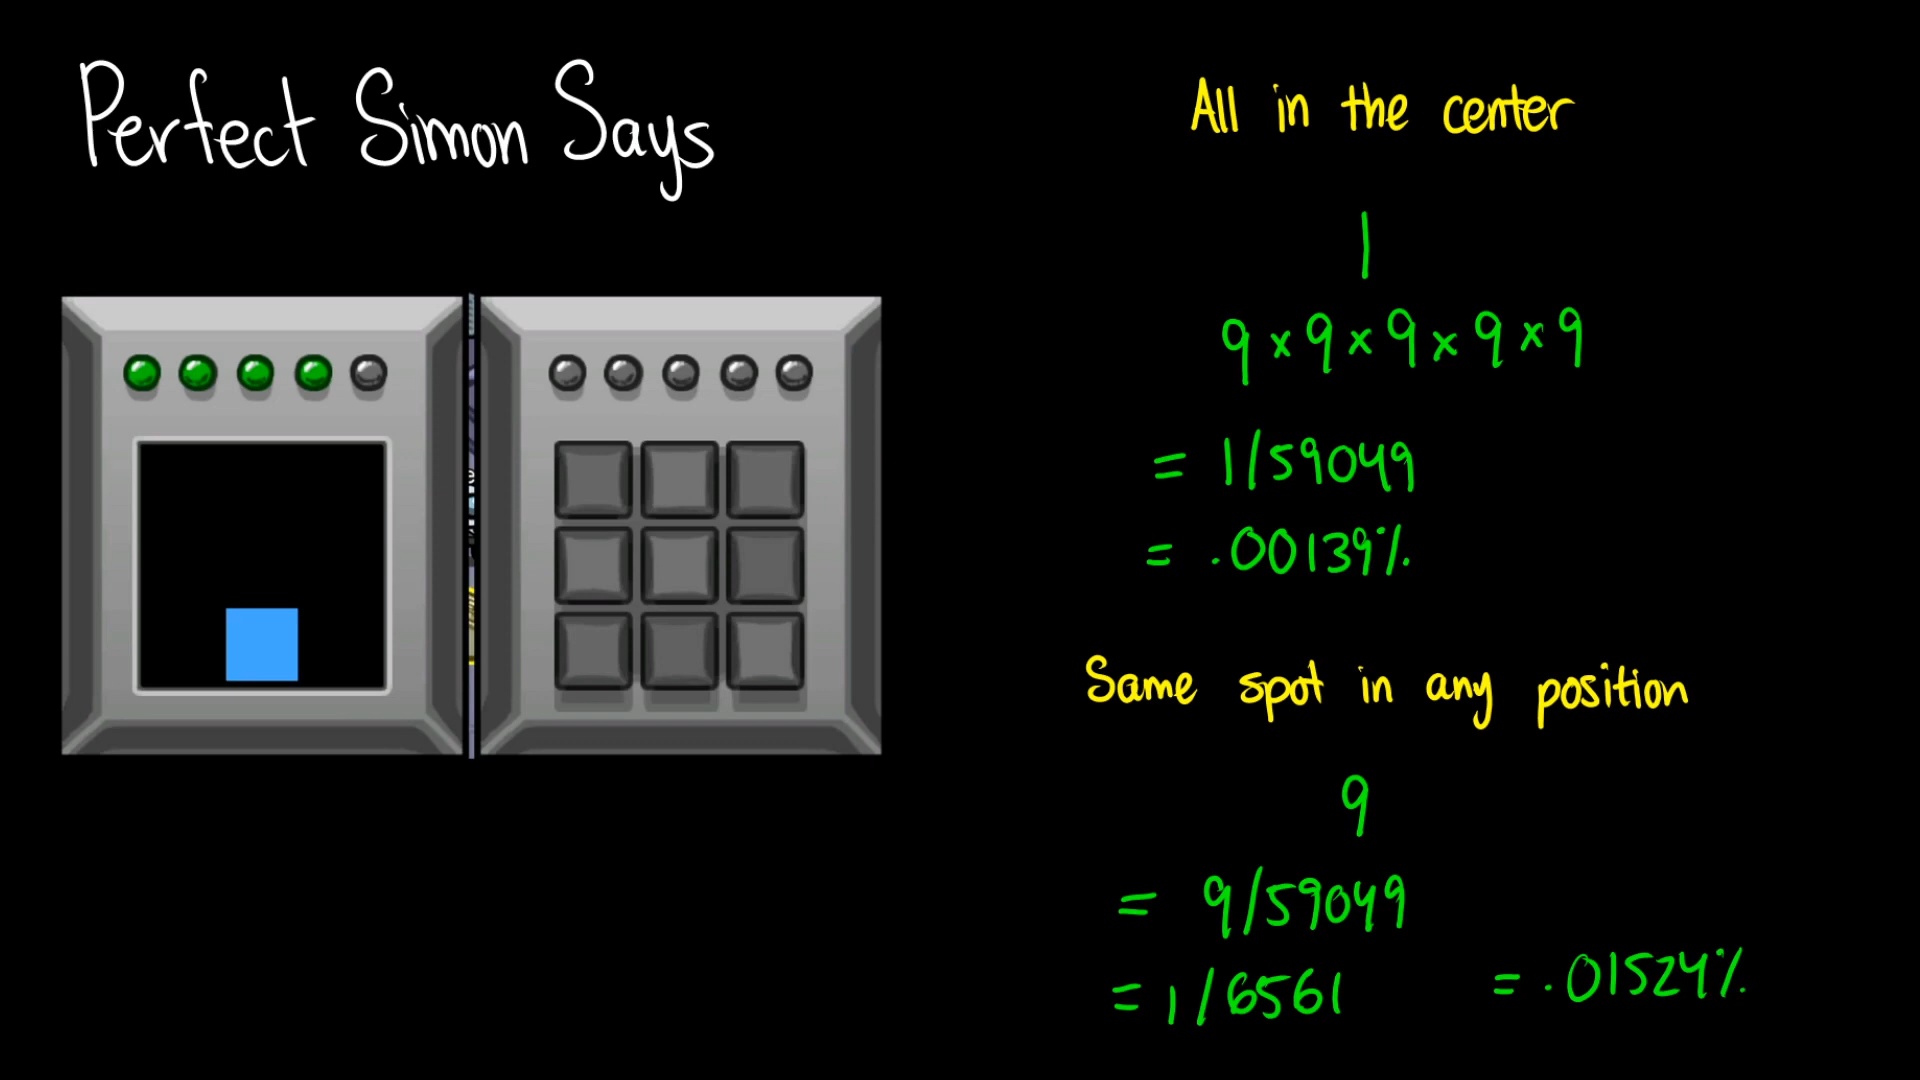 Perfect Simon Says
All in the center
1
9 × 9 × 9 × 9 × 9
= 1/59049
= .00139%
Same spot in any position
9
= 9/59049
= 1/6561 = .01524%